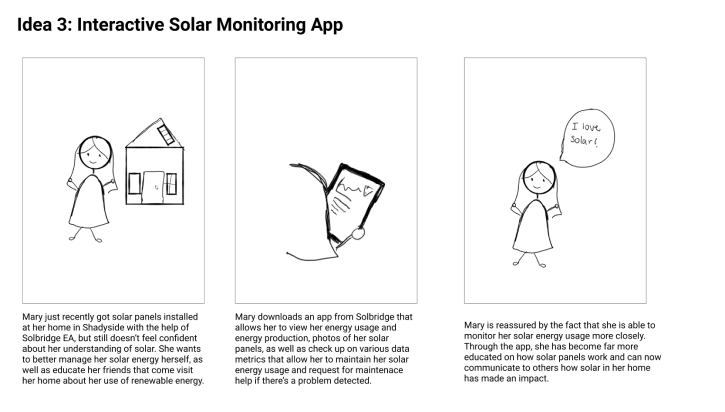 Idea 3: Interactive Solar Monitoring App
I love
solar!
Mary just recently got solar panels installed
at her home in Shadyside with the help of
Solbridge EA, but still doesn't feel confident
about her understanding of solar. She wants
to better manage her solar energy herself, as
well as educate her friends that come visit
her home about her use of renewable energy.
Mary downloads an app from Solbridge that
allows her to view her energy usage and
energy production, photos of her solar
panels, as well as check up on various data
metrics that allow her to maintain her solar
energy usage and request for maintenace
help if there's a problem detected.
Mary is reassured by the fact that she is able to
monitor her solar energy usage more closely.
Through the app, she has become far more
educated on how solar panels work and can now
communicate to others how solar in her home
has made an impact.